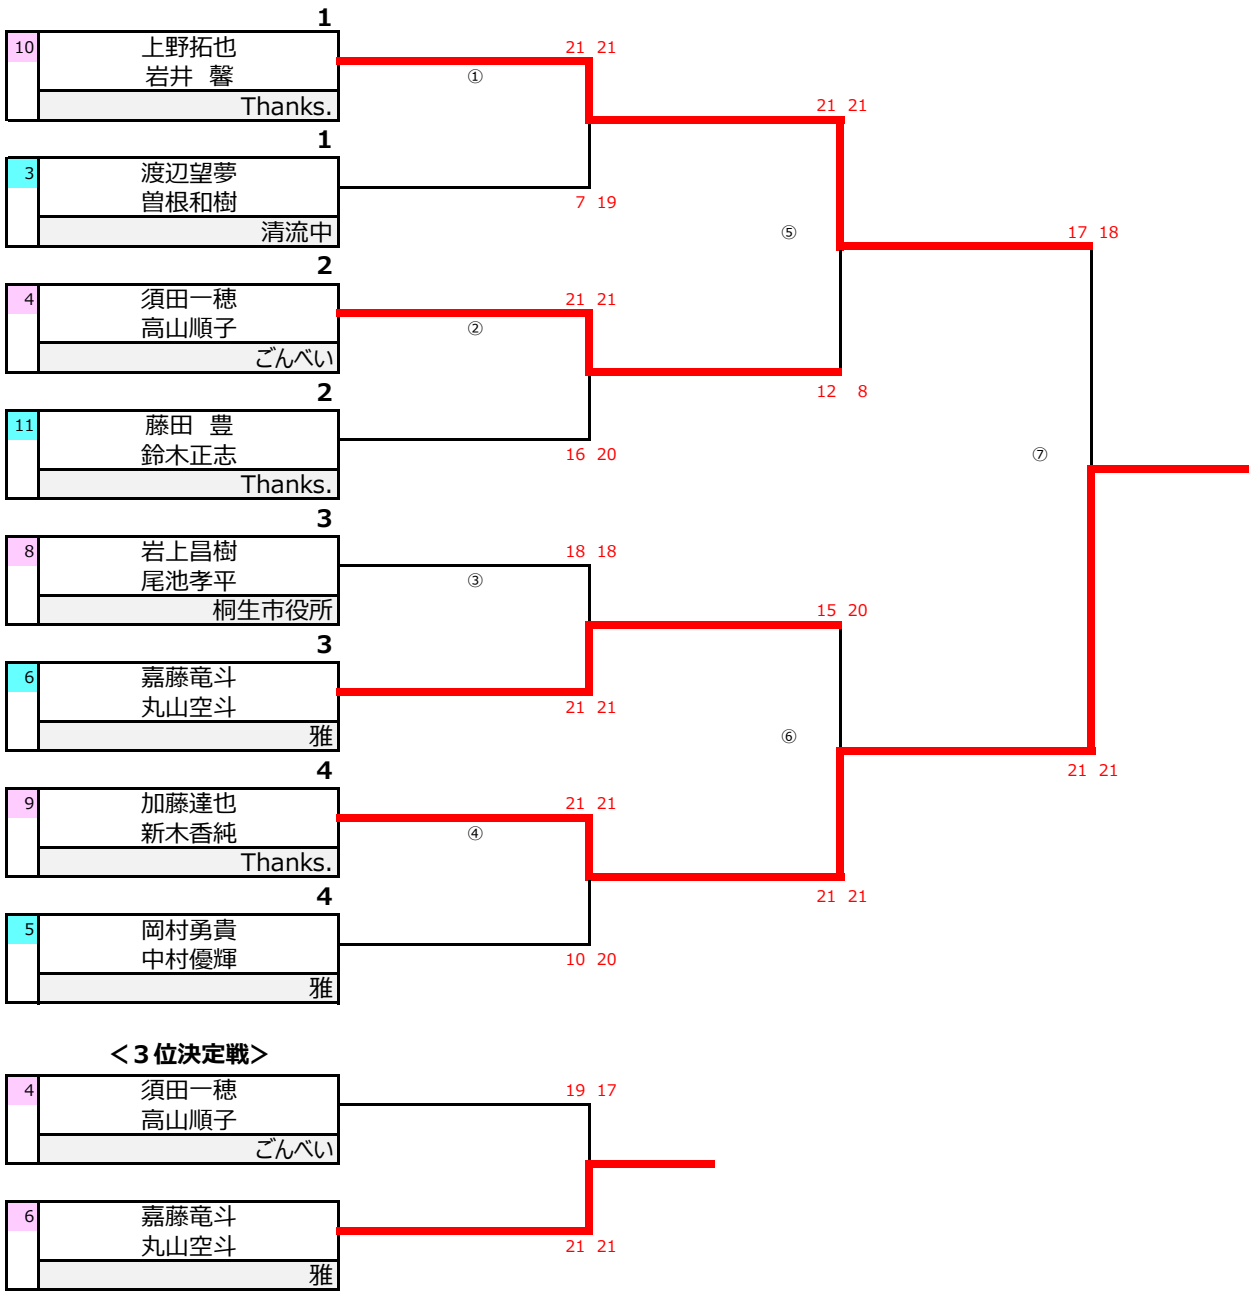 1
10 上野拓也
岩井 馨
Thanks.
21 21
①
21 21
1
3 渡辺望夢
曽根和樹
清流中
7 19
⑤
17 18
2
4 須田一穂
高山順子
ごんべい
21 21
②
12 8
2
11 藤田 豊
鈴木正志
Thanks.
16 20
⑦
3
8 岩上昌樹
尾池孝平
桐生市役所
18 18
③
15 20
3
6 嘉藤竜斗
丸山空斗
雅
21 21
⑥
21 21
4
9 加藤達也
新木香純
Thanks.
21 21
④
21 21
4
5 岡村勇貴
中村優輝
雅
10 20
＜３位決定戦＞
4 須田一穂
高山順子
ごんべい
19 17
6 嘉藤竜斗
丸山空斗
雅
21 21